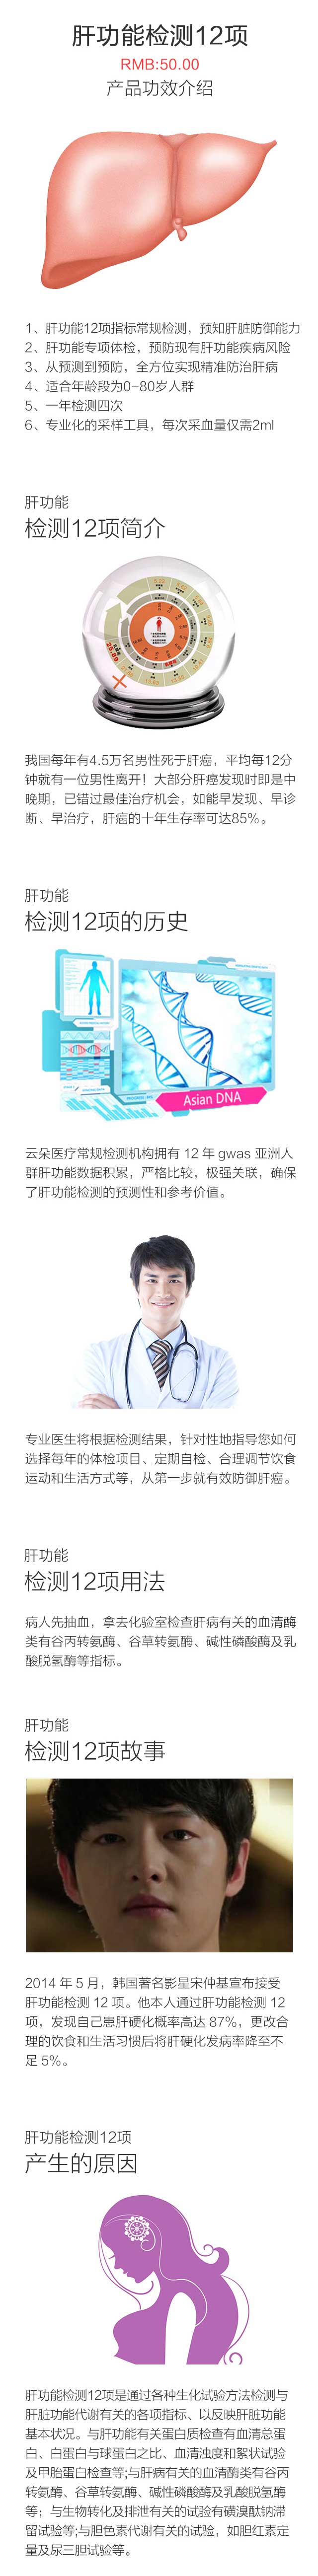 肝功能检测12项
RMB:50.00
产品功效介绍
1、肝功能12项指标常规检测，预知肝脏防御能力
2、肝功能专项体检，预防现有肝功能疾病风险
3、从预测到预防，全方位实现精准防治肝病
4、适合年龄段为0-80岁人群
5、一年检测四次
6、专业化的采样工具，每次采血量仅需2ml
肝功能
检测12项简介
我国每年有4.5万名男性死于肝癌，平均每12分
钟就有一位男性离开！大部分肝癌发现时即是中
晚期，已错过最佳治疗机会，如能早发现、早诊
断、早治疗，肝癌的十年生存率可达85%。
肝功能
检测12项的历史
Asian DNA
云朵医疗常规检测机构拥有 12 年 gwas 亚洲人
群肝功能数据积累，严格比较，极强关联，确保
了肝功能检测的预测性和参考价值。
专业医生将根据检测结果，针对性地指导您如何
选择每年的体检项目、定期自检、合理调节饮食
运动和生活方式等，从第一步就有效防御肝癌。
肝功能
检测12项用法
病人先抽血，拿去化验室检查肝病有关的血清酶
类有谷丙转氨酶、谷草转氨酶、碱性磷酸酶及乳
酸脱氢酶等指标。
肝功能
检测12项故事
2014 年 5 月，韩国著名影星宋仲基宣布接受
肝功能检测 12 项。他本人通过肝功能检测 12
项，发现自己患肝硬化概率高达 87%，更改合
理的饮食和生活习惯后将肝硬化发病率降至不
足 5%。
肝功能检测12项
产生的原因
肝功能检测12项是通过各种生化试验方法检测与
肝脏功能代谢有关的各项指标、以反映肝脏功能
基本状况。与肝功能有关蛋白质检查有血清总蛋
白、白蛋白与球蛋白之比、血清浊度和絮状试验
及甲胎蛋白检查等;与肝病有关的血清酶类有谷丙
转氨酶、谷草转氨酶、碱性磷酸酶及乳酸脱氢酶
等；与生物转化及排泄有关的试验有磺溴酞钠滞
留试验等;与胆色素代谢有关的试验，如胆红素定
量及尿三胆试验等。